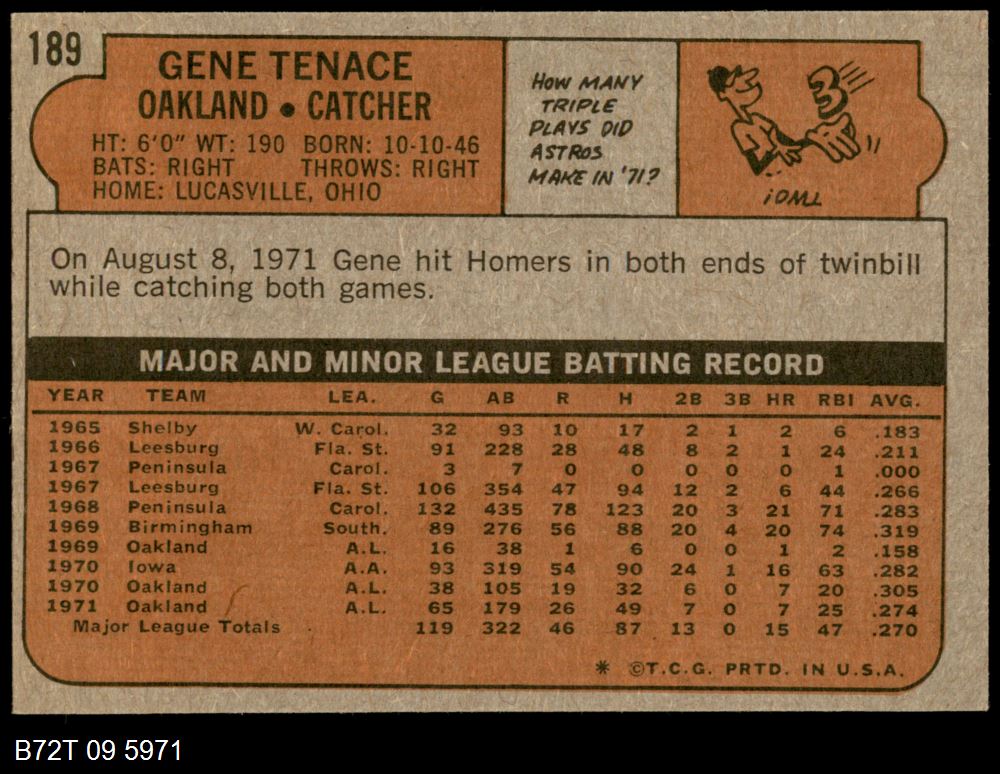 189
GENE TENACE
OAKLAND • CATCHER
HT: 6'0" WT: 190 BORN: 10-10-46
BATS: RIGHT THROWS: RIGHT
HOME: LUCASVILLE, OHIO
HOW MANY
TRIPLE
PLAYS DID
ASTROS
MAKE IN '71?
3
TWO!
On August 8, 1971 Gene hit Homers in both ends of twinbill
while catching both games.
MAJOR AND MINOR LEAGUE BATTING RECORD
YEAR TEAM LEA. G AB R H 2B 3B HR RBI AVG.
1965 Shelby W. Carol. 32 93 10 17 2 1 2 6 .183
1966 Leesburg Fla. St. 91 228 28 48 8 2 1 24 .211
1967 Peninsula Carol. 3 7 0 0 0 0 0 1 .000
1967 Leesburg Fla. St. 106 354 47 94 12 2 6 44 .266
1968 Peninsula Carol. 132 435 78 123 20 3 21 71 .283
1969 Birmingham South. 89 276 56 88 20 4 20 74 .319
1969 Oakland A.L. 16 38 1 6 0 0 1 2 .158
1970 Iowa A.A. 93 319 54 90 24 1 16 63 .282
1970 Oakland A.L. 38 105 19 32 6 0 7 20 .305
1971 Oakland A.L. 65 179 26 49 7 0 7 25 .274
Major League Totals 119 322 46 87 13 0 15 47 .270
* ©T.C.G. PRTD. IN U.S.A.
B72T 09 5971